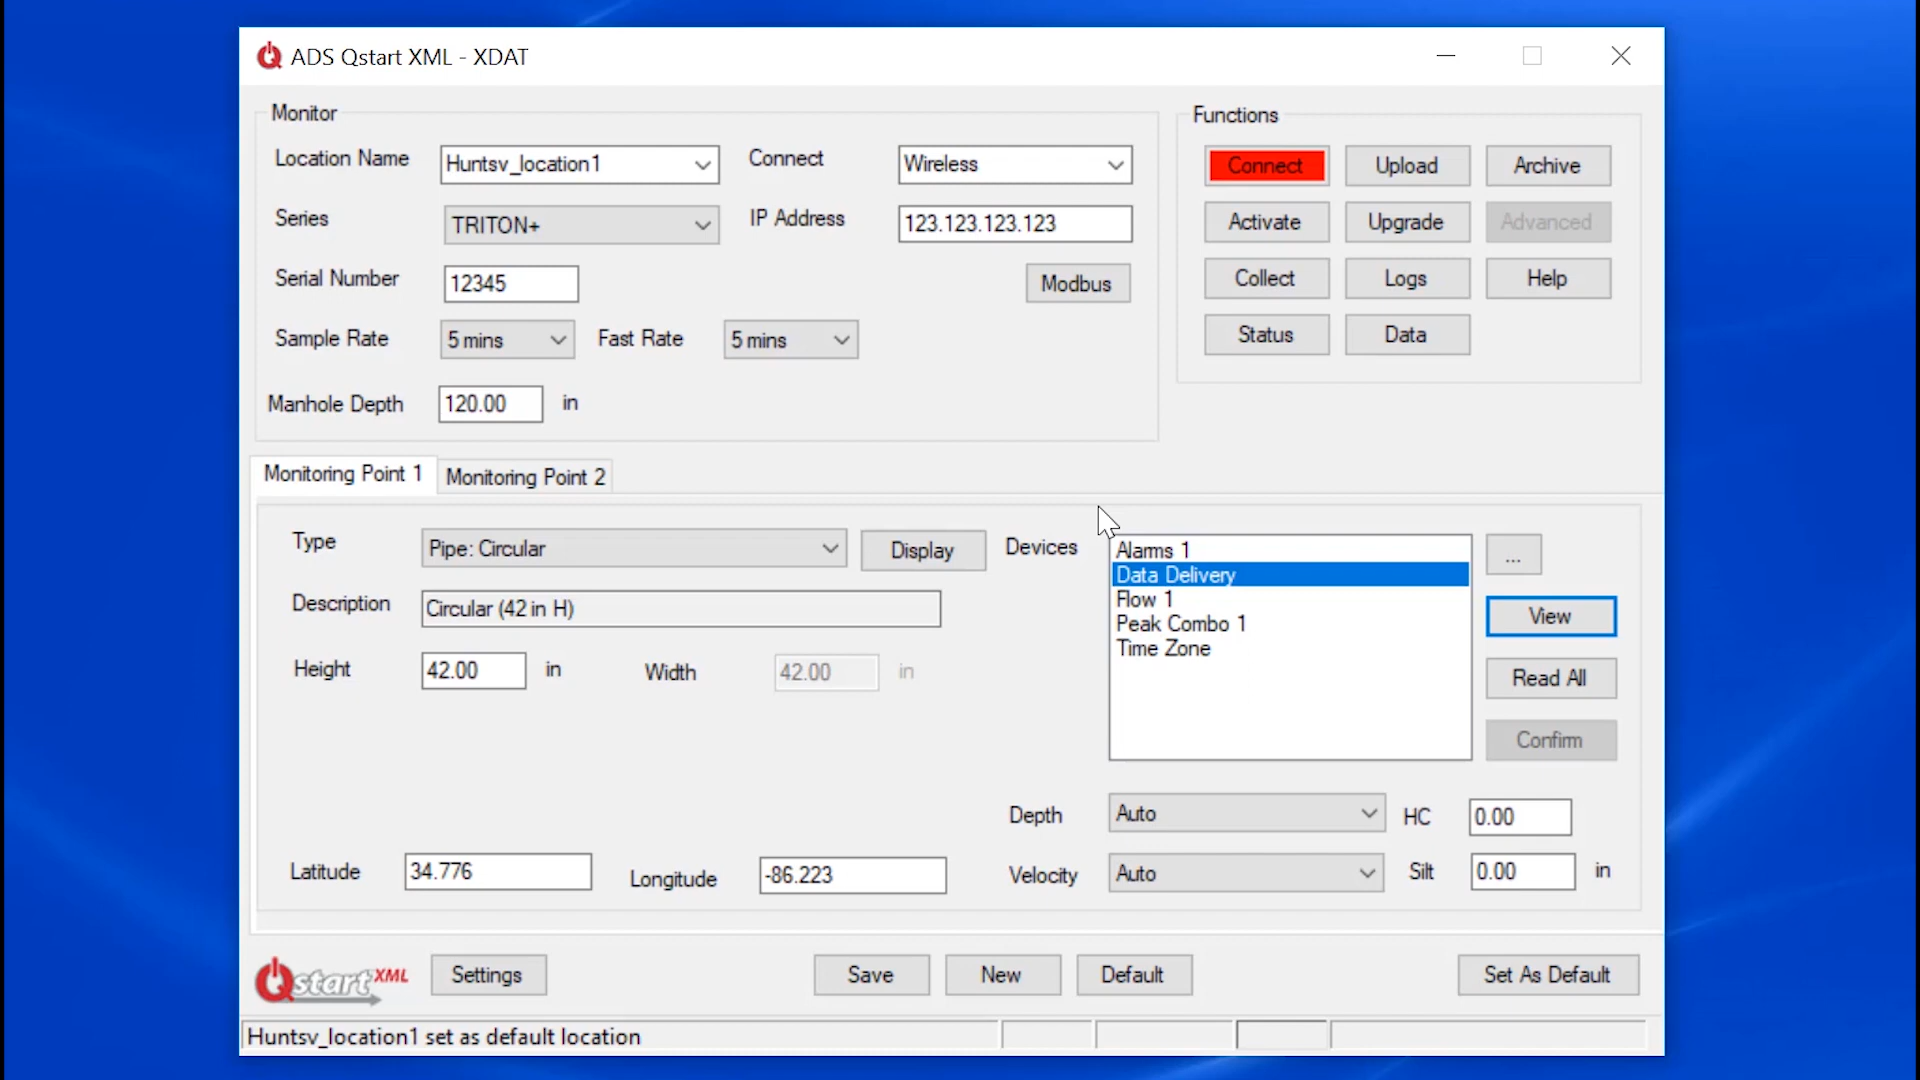 ADS Qstart XML - XDAT
Monitor
Location Name
Huntsv_location1
Connect
Wireless
Series
TRITON+
IP Address
123.123.123.123
Serial Number
12345
Modbus
Sample Rate
5 mins
Fast Rate
5 mins
Manhole Depth
120.00
in
Functions
Connect
Upload
Archive
Activate
Upgrade
Advanced
Collect
Logs
Help
Status
Data
Monitoring Point 1
Monitoring Point 2
Type
Pipe: Circular
Display
Description
Circular (42 in H)
Height
42.00
in
Width
42.00
in
Devices
Alarms 1
Data Delivery
Flow 1
Peak Combo 1
Time Zone
...
View
Read All
Confirm
Depth
Auto
HC
0.00
Latitude
34.776
Longitude
-86.223
Velocity
Auto
Silt
0.00
in
Qstart XML
Settings
Save
New
Default
Set As Default
Huntsv_location1 set as default location